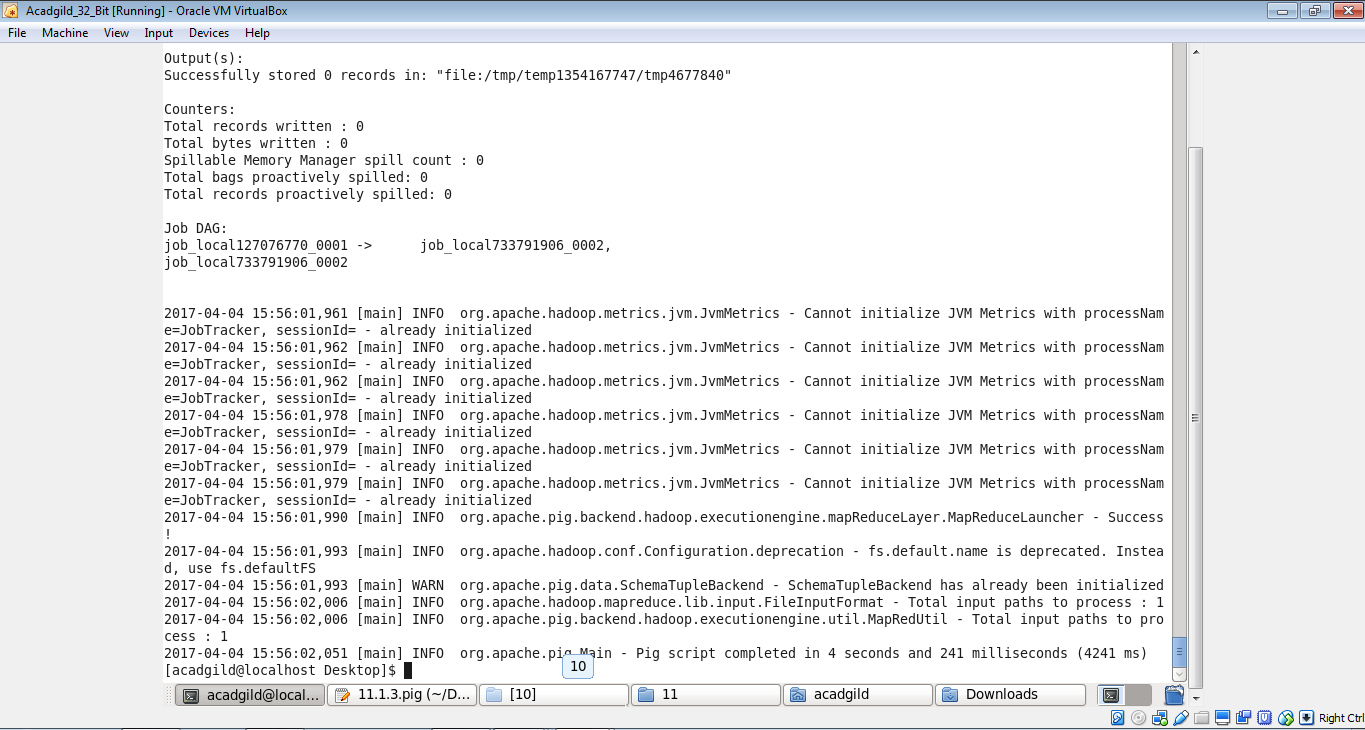 Acadgild_32_Bit [Running] - Oracle VM VirtualBox
File Machine View Input Devices Help
Output(s):
Successfully stored 0 records in: "file:/tmp/temp1354167747/tmp4677840"
Counters:
Total records written : 0
Total bytes written : 0
Spillable Memory Manager spill count : 0
Total bags proactively spilled: 0
Total records proactively spilled: 0
Job DAG:
job_local127076770_0001 -> job_local733791906_0002,
job_local733791906_0002
2017-04-04 15:56:01,961 [main] INFO org.apache.hadoop.metrics.jvm.JvmMetrics - Cannot initialize JVM Metrics with processNam
e=JobTracker, sessionId= - already initialized
2017-04-04 15:56:01,962 [main] INFO org.apache.hadoop.metrics.jvm.JvmMetrics - Cannot initialize JVM Metrics with processNam
e=JobTracker, sessionId= - already initialized
2017-04-04 15:56:01,962 [main] INFO org.apache.hadoop.metrics.jvm.JvmMetrics - Cannot initialize JVM Metrics with processNam
e=JobTracker, sessionId= - already initialized
2017-04-04 15:56:01,978 [main] INFO org.apache.hadoop.metrics.jvm.JvmMetrics - Cannot initialize JVM Metrics with processNam
e=JobTracker, sessionId= - already initialized
2017-04-04 15:56:01,979 [main] INFO org.apache.hadoop.metrics.jvm.JvmMetrics - Cannot initialize JVM Metrics with processNam
e=JobTracker, sessionId= - already initialized
2017-04-04 15:56:01,979 [main] INFO org.apache.hadoop.metrics.jvm.JvmMetrics - Cannot initialize JVM Metrics with processNam
e=JobTracker, sessionId= - already initialized
2017-04-04 15:56:01,990 [main] INFO org.apache.pig.backend.hadoop.executionengine.mapReduceLayer.MapReduceLauncher - Success
!
2017-04-04 15:56:01,993 [main] INFO org.apache.hadoop.conf.Configuration.deprecation - fs.default.name is deprecated. Instea
d, use fs.defaultFS
2017-04-04 15:56:01,993 [main] WARN org.apache.pig.data.SchemaTupleBackend - SchemaTupleBackend has already been initialized
2017-04-04 15:56:02,006 [main] INFO org.apache.hadoop.mapreduce.lib.input.FileInputFormat - Total input paths to process : 1
2017-04-04 15:56:02,006 [main] INFO org.apache.pig.backend.hadoop.executionengine.util.MapRedUtil - Total input paths to pro
cess : 1
2017-04-04 15:56:02,051 [main] INFO org.apache.pig.Main - Pig script completed in 4 seconds and 241 milliseconds (4241 ms)
[acadgild@localhost Desktop]$
10
acadgild@local... 11.1.3.pig (~/D... [10] 11 acadgild Downloads
Right Ctrl